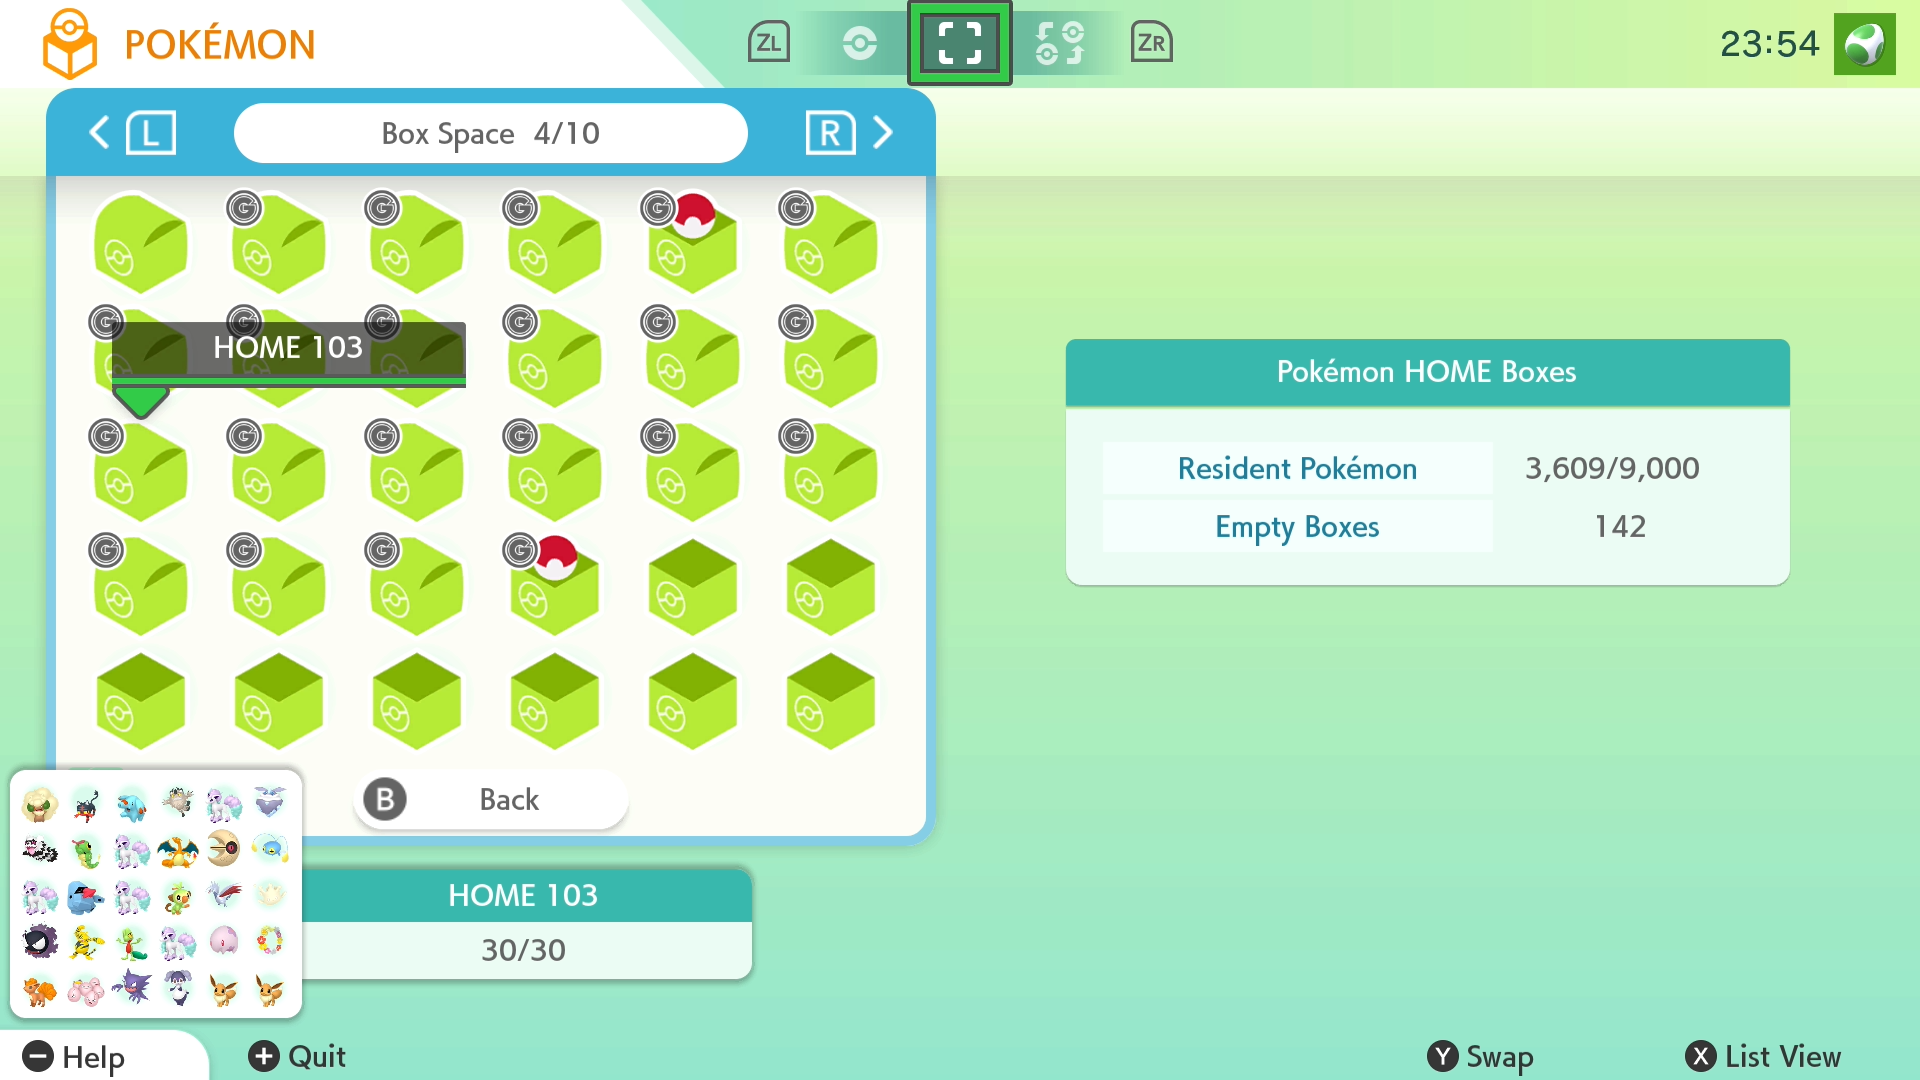 POKÉMON
ZL
ZR
23:54
L
Box Space 4/10
R
HOME 103
Pokémon HOME Boxes
Resident Pokémon 3,609/9,000
Empty Boxes 142
B Back
HOME 103
30/30
Help
Quit
Y Swap
X List View